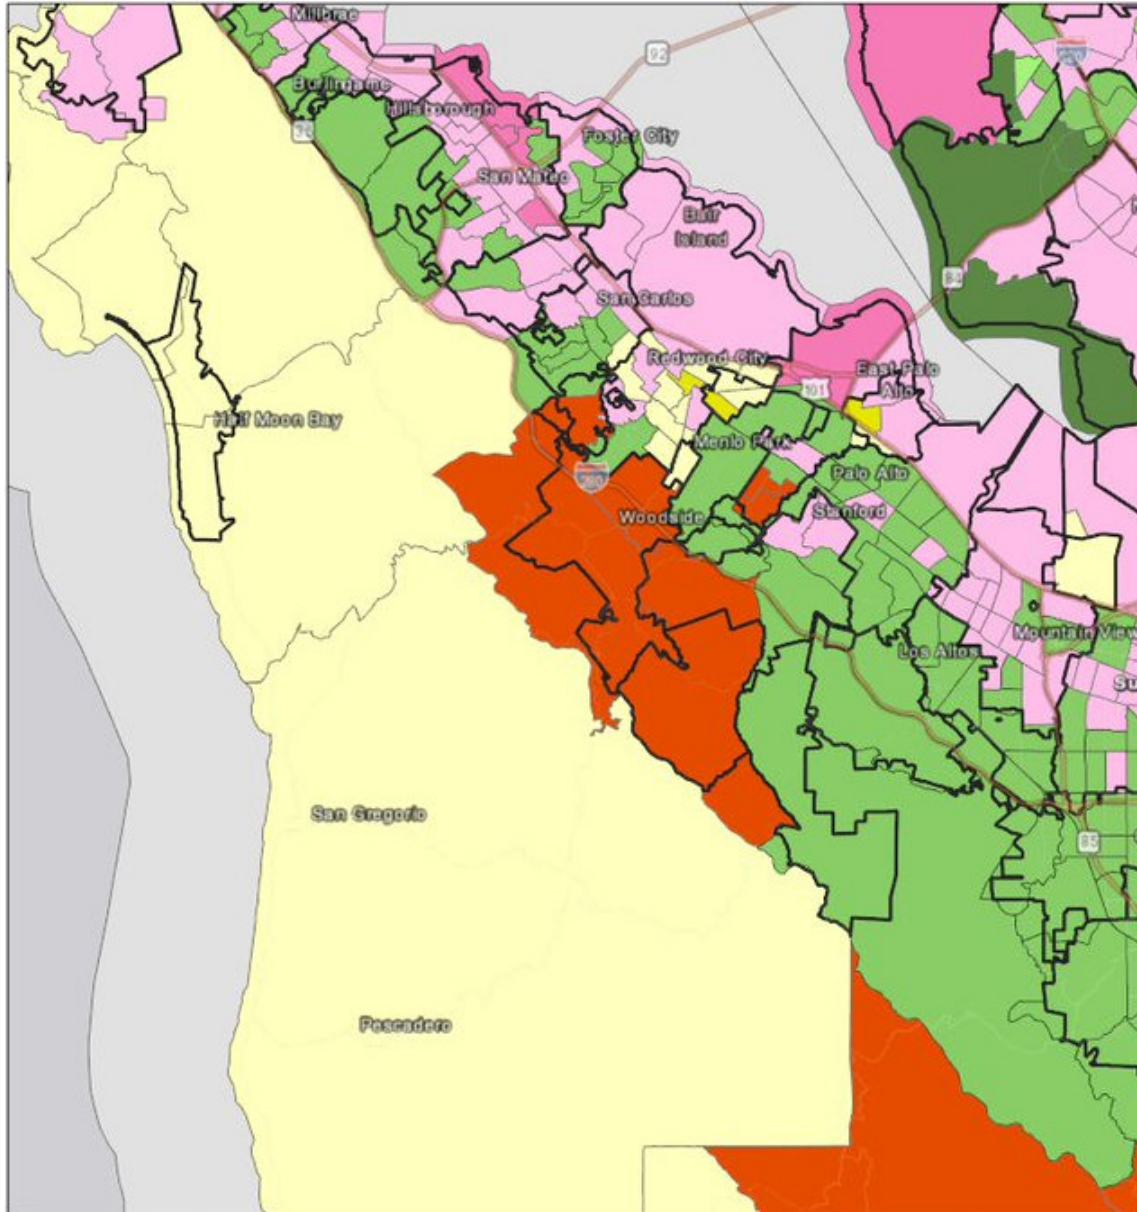 Millbrae
92
Burlingame
Hillsborough
Foster City
San Mateo
Bair
Island
84
San Carlos
Redwood City
East Palo
Alto
101
Half Moon Bay
Menlo Park
Palo Alto
280
Woodside
Stanford
Mountain View
Los Altos
Su
San Gregorio
85
Pescadero